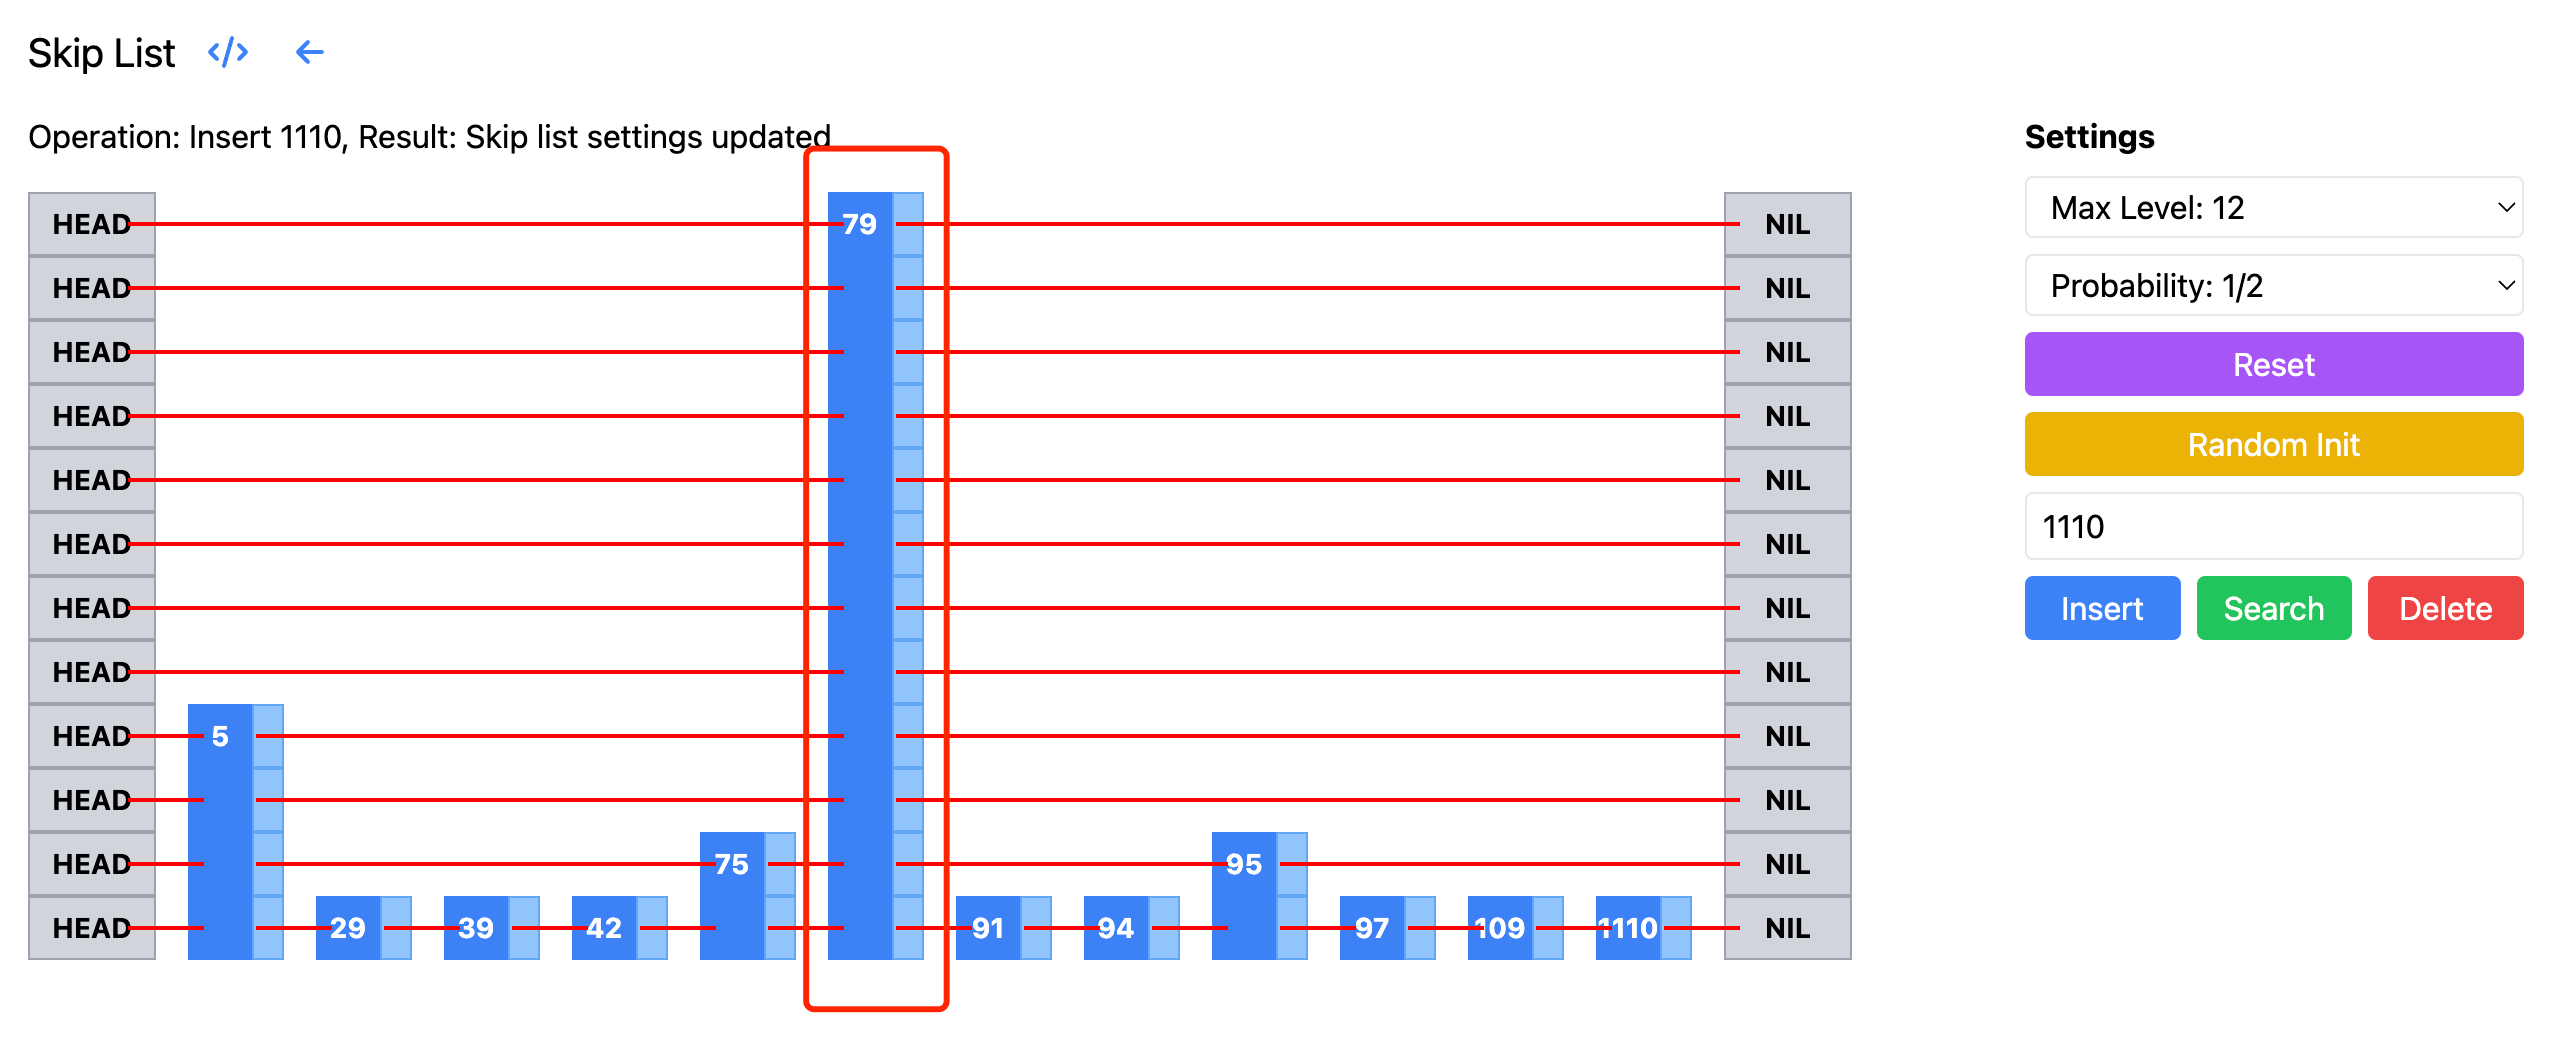 Skip List </>
Operation: Insert 1110, Result: Skip list settings updated
HEAD 79 NIL
HEAD NIL
HEAD NIL
HEAD NIL
HEAD NIL
HEAD NIL
HEAD NIL
HEAD NIL
HEAD 5 NIL
HEAD NIL
HEAD 75 95 NIL
HEAD 29 39 42 91 94 97 109 1110 NIL
Settings
Max Level: 12
Probability: 1/2
Reset
Random Init
1110
Insert Search Delete